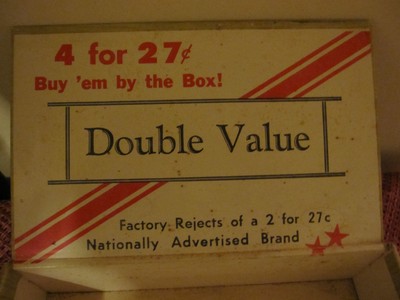 4 for 27¢
Buy 'em by the Box!
Double Value
Factory Rejects of a 2 for 27c
Nationally Advertised Brand